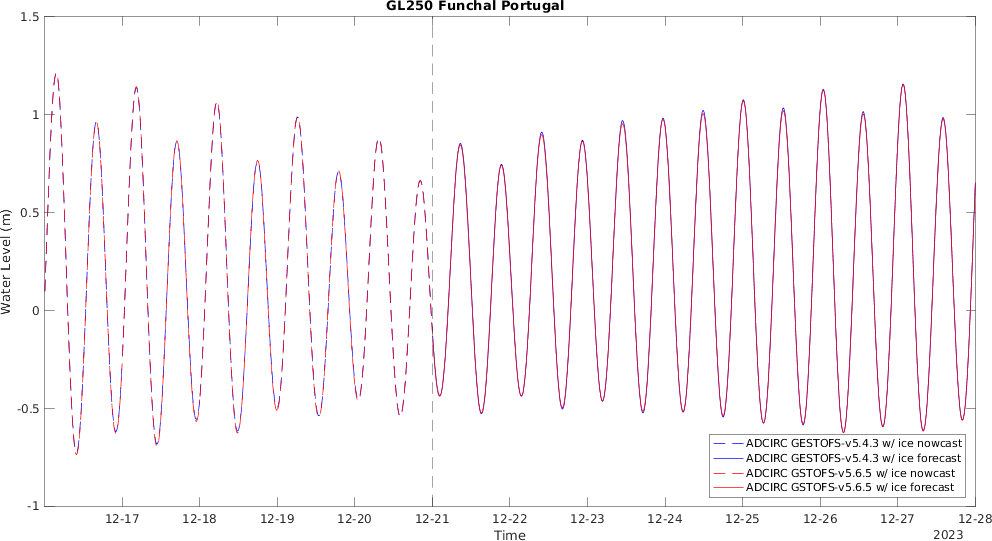 GL250 Funchal Portugal
1.5
1
0.5
0
-0.5
-1
Water Level (m)
ADCIRC GESTOFS-v5.4.3 w/ ice nowcast
ADCIRC GESTOFS-v5.4.3 w/ ice forecast
ADCIRC GSTOFS-v5.6.5 w/ ice nowcast
ADCIRC GSTOFS-v5.6.5 w/ ice forecast
12-17 12-18 12-19 12-20 12-21 12-22 12-23 12-24 12-25 12-26 12-27 12-28
Time
2023